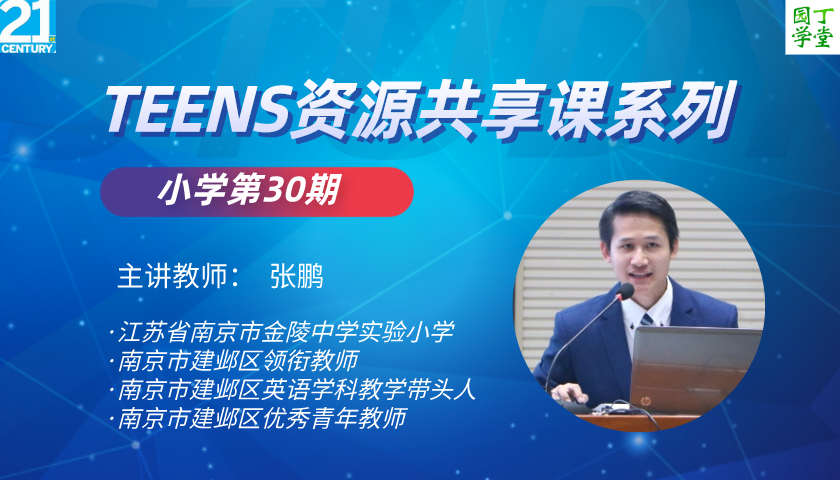 21
CENTURY.
园丁
学堂
TEENS资源共享课系列
小学第30期
主讲教师： 张鹏
·江苏省南京市金陵中学实验小学
·南京市建邺区领衔教师
·南京市建邺区英语学科教学带头人
·南京市建邺区优秀青年教师
hp